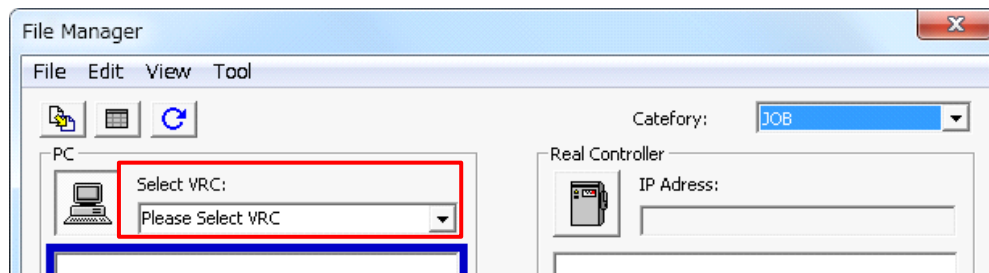 File Manager
File Edit View Tool
Catefory: JOB
PC
Select VRC:
Please Select VRC
Real Controller
IP Adress: